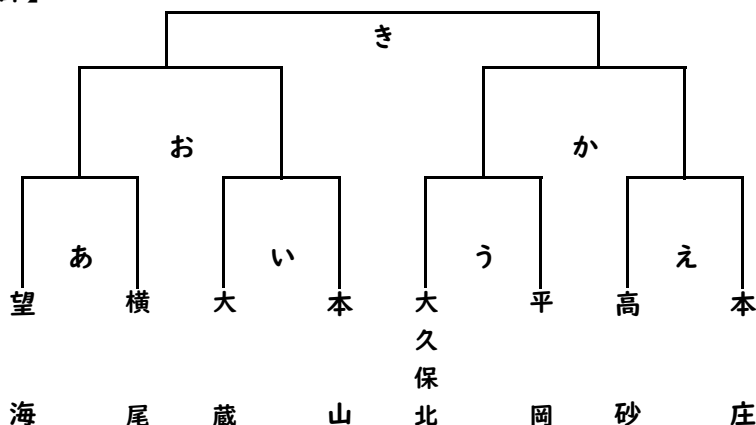 き
お
か
あ
い
う
え
望海
横尾
大蔵
本山
大久保北
平岡
高砂
本庄